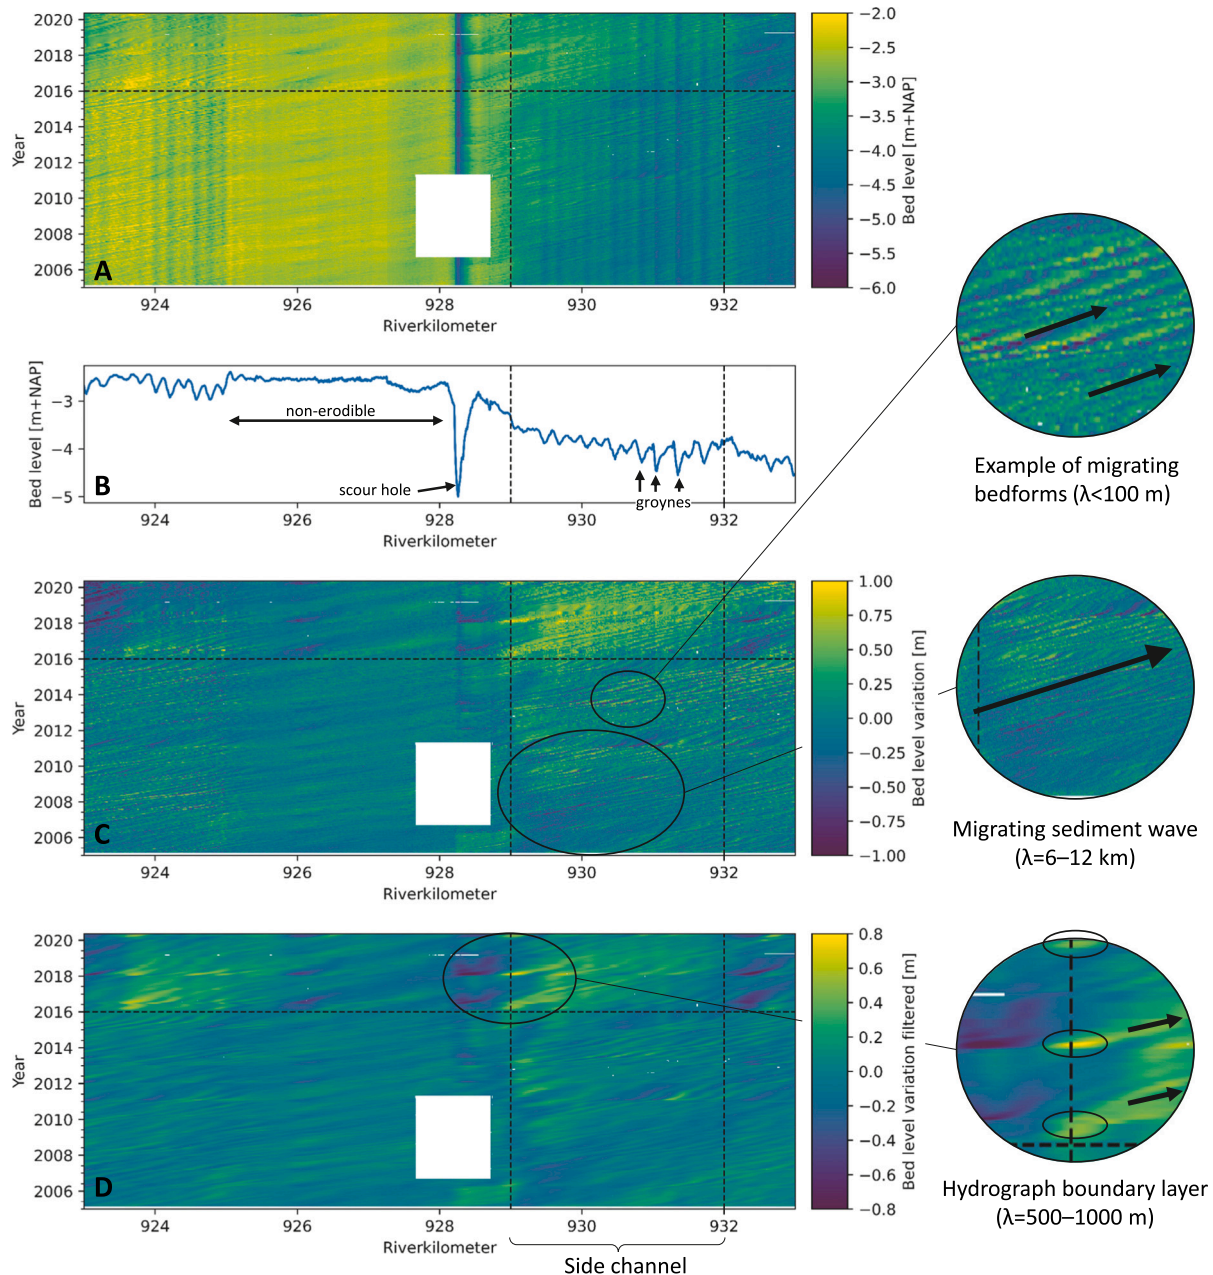 2020
2018
2016
2014
2012
2010
2008
2006
Year
A
924
926
928
930
932
Riverkilometer
−2.0
−2.5
−3.0
−3.5
−4.0
−4.5
−5.0
−5.5
−6.0
Bed level [m+NAP]
−3
−4
−5
Bed level [m+NAP]
B
non-erodible
scour hole
groynes
924
926
928
930
932
Riverkilometer
Example of migrating
bedforms (λ<100 m)
2020
2018
2016
2014
2012
2010
2008
2006
Year
C
924
926
928
930
932
Riverkilometer
1.00
0.75
0.50
0.25
0.00
−0.25
−0.50
−0.75
−1.00
Bed level variation [m]
Migrating sediment wave
(λ=6–12 km)
2020
2018
2016
2014
2012
2010
2008
2006
Year
D
924
926
928
930
932
Riverkilometer
Side channel
0.8
0.6
0.4
0.2
0.0
−0.2
−0.4
−0.6
−0.8
Bed level variation filtered [m]
Hydrograph boundary layer
(λ=500–1000 m)